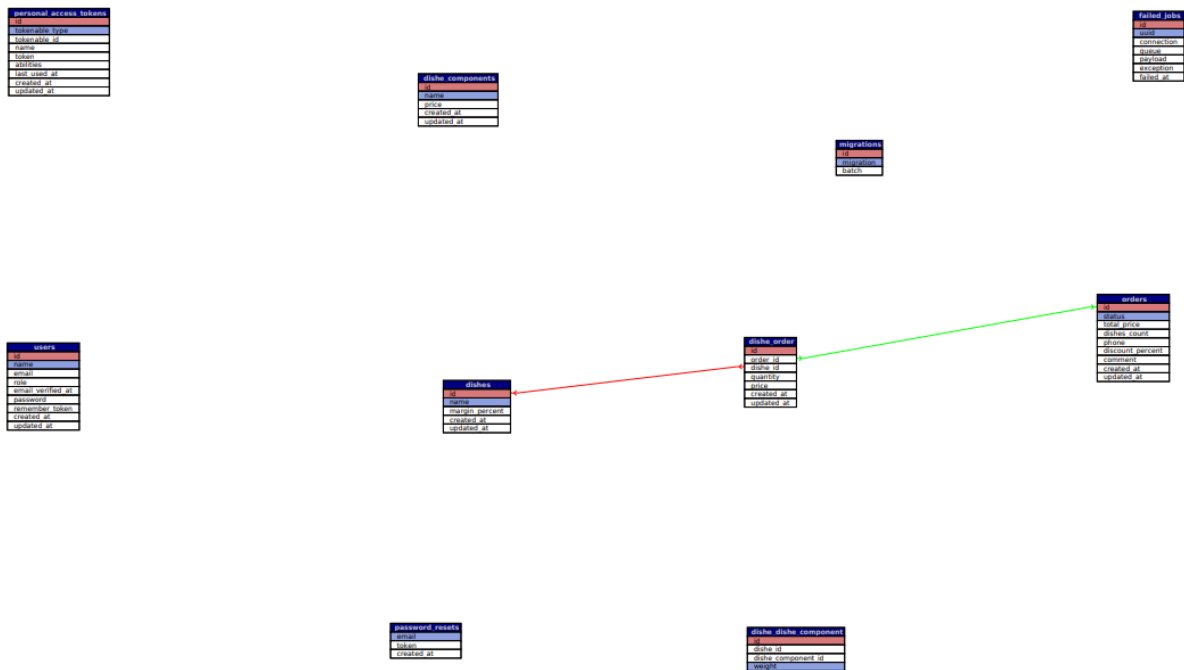 personal_access_tokens
id
tokenable_type
tokenable_id
name
token
abilities
last_used_at
created_at
updated_at
dishe_components
id
name
price
created_at
updated_at
failed_jobs
id
uuid
connection
queue
payload
exception
failed_at
migrations
id
migration
batch
users
id
name
email
role
email_verified_at
password
remember_token
created_at
updated_at
dishes
id
name
margin_percent
created_at
updated_at
dishe_order
id
order_id
dishe_id
quantity
price
created_at
updated_at
orders
id
status
total_price
dishes_count
phone
discount_percent
comment
created_at
updated_at
password_resets
email
token
created_at
dishe_dishe_component
id
dishe_id
dishe_component_id
weight